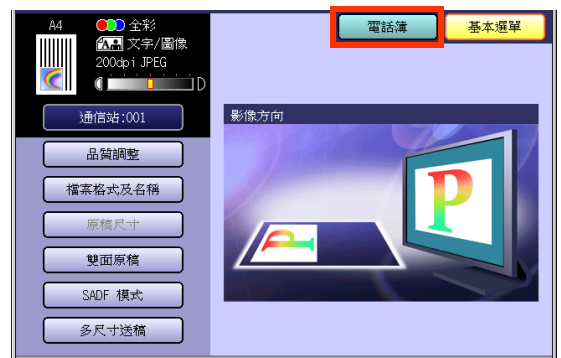 A4 全彩
文字/圖像
200dpi JPEG
D
通信站:001
品質調整
檔案格式及名稱
原稿尺寸
雙面原稿
SADF 模式
多尺寸送稿
電話簿
基本選單
影像方向
P
P